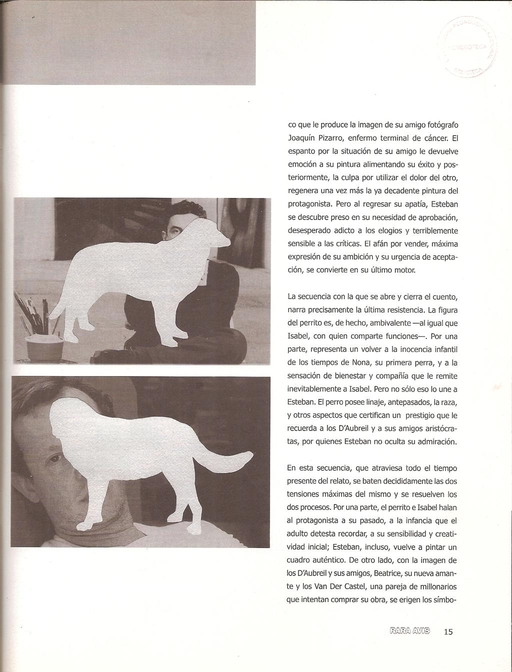 co que le produce la imagen de su amigo fotógrafo
Joaquín Pizarro, enfermo terminal de cáncer. El
espanto por la situación de su amigo le devuelve
emoción a su pintura alimentando su éxito y pos-
teriormente, la culpa por utilizar el dolor del otro,
regenera una vez más la ya decadente pintura del
protagonista. Pero al regresar su apatía, Esteban
se descubre preso en su necesidad de aprobación,
desesperado adicto a los elogios y terriblemente
sensible a las críticas. El afán por vender, máxima
expresión de su ambición y su urgencia de acepta-
ción, se convierte en su último motor.
La secuencia con la que se abre y cierra el cuento,
narra precisamente la última resistencia. La figura
del perrito es, de hecho, ambivalente —al igual que
Isabel, con quien comparte funciones—. Por una
parte, representa un volver a la inocencia infantil
de los tiempos de Nona, su primera perra, y a la
sensación de bienestar y compañía que le remite
inevitablemente a Isabel. Pero no sólo eso lo une a
Esteban. El perro posee linaje, antepasados, la raza,
y otros aspectos que certifican un prestigio que le
recuerda a los D'Aubreil y a sus amigos aristócra-
tas, por quienes Esteban no oculta su admiración.
En esta secuencia, que atraviesa todo el tiempo
presente del relato, se baten decididamente las dos
tensiones máximas del mismo y se resuelven los
dos procesos. Por una parte, el perrito e Isabel halan
al protagonista a su pasado, a la infancia que el
adulto detesta recordar, a su sensibilidad y creati-
vidad inicial; Esteban, incluso, vuelve a pintar un
cuadro auténtico. De otro lado, con la imagen de
los D'Aubreil y sus amigos, Beatrice, su nueva aman-
te y los Van Der Castel, una pareja de millonarios
que intentan comprar su obra, se erigen los símbo-
RARA AVIS 15